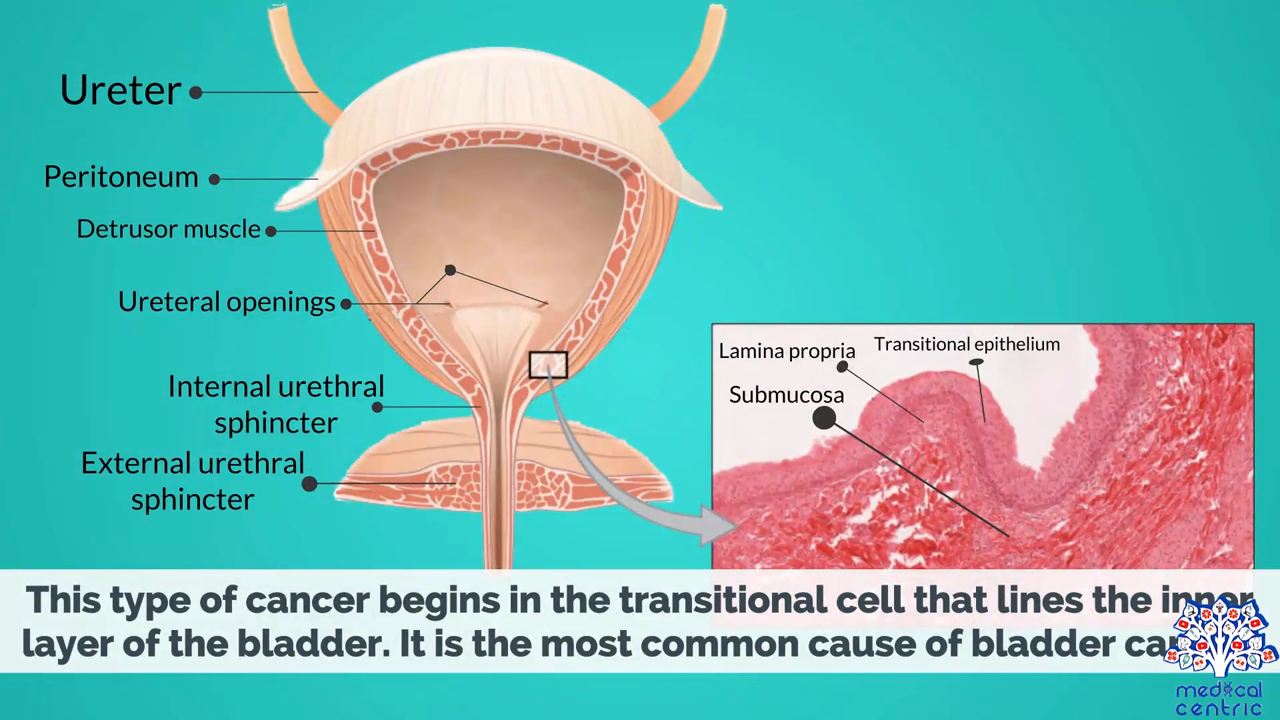 Ureter
Peritoneum
Detrusor muscle
Ureteral openings
Internal urethral
sphincter
External urethral
sphincter
Lamina propria
Transitional epithelium
Submucosa
This type of cancer begins in the transitional cell that lines the inner
layer of the bladder. It is the most common cause of bladder
medical
centric